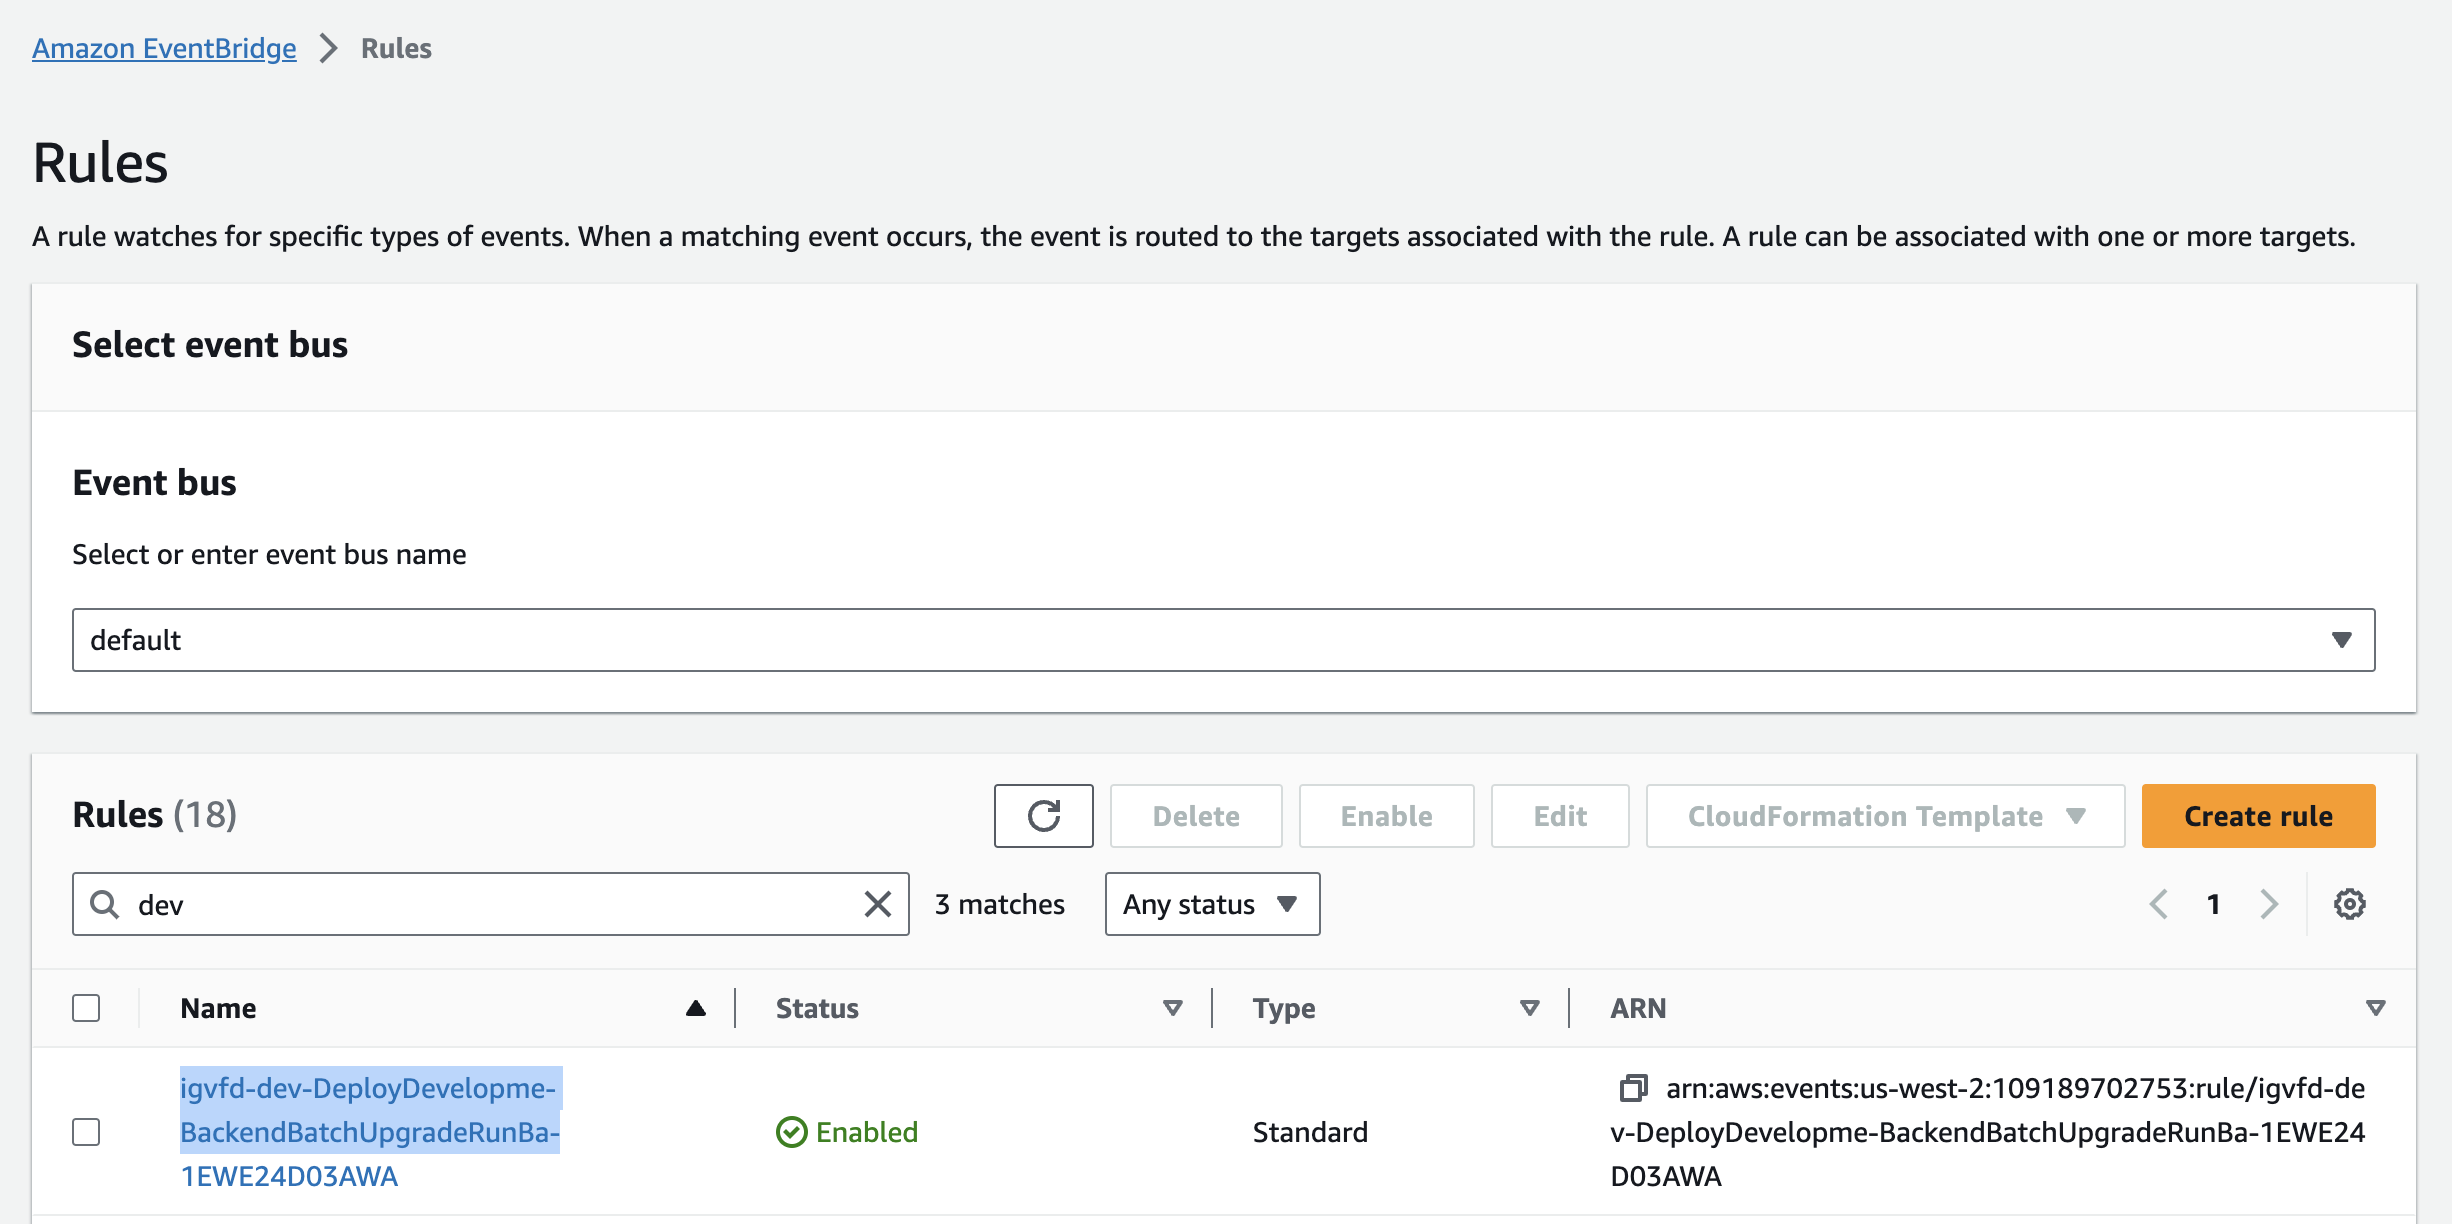 Amazon EventBridge > Rules
Rules
A rule watches for specific types of events. When a matching event occurs, the event is routed to the targets associated with the rule. A rule can be associated with one or more targets.
Select event bus
Event bus
Select or enter event bus name
default
Rules (18)
Delete
Enable
Edit
CloudFormation Template
Create rule
dev
3 matches
Any status
1
Name
Status
Type
ARN
igvfd-dev-DeployDevelopme-
BackendBatchUpgradeRunBa-
1EWE24D03AWA
Enabled
Standard
arn:aws:events:us-west-2:109189702753:rule/igvfd-de
v-DeployDevelopme-BackendBatchUpgradeRunBa-1EWE24
D03AWA